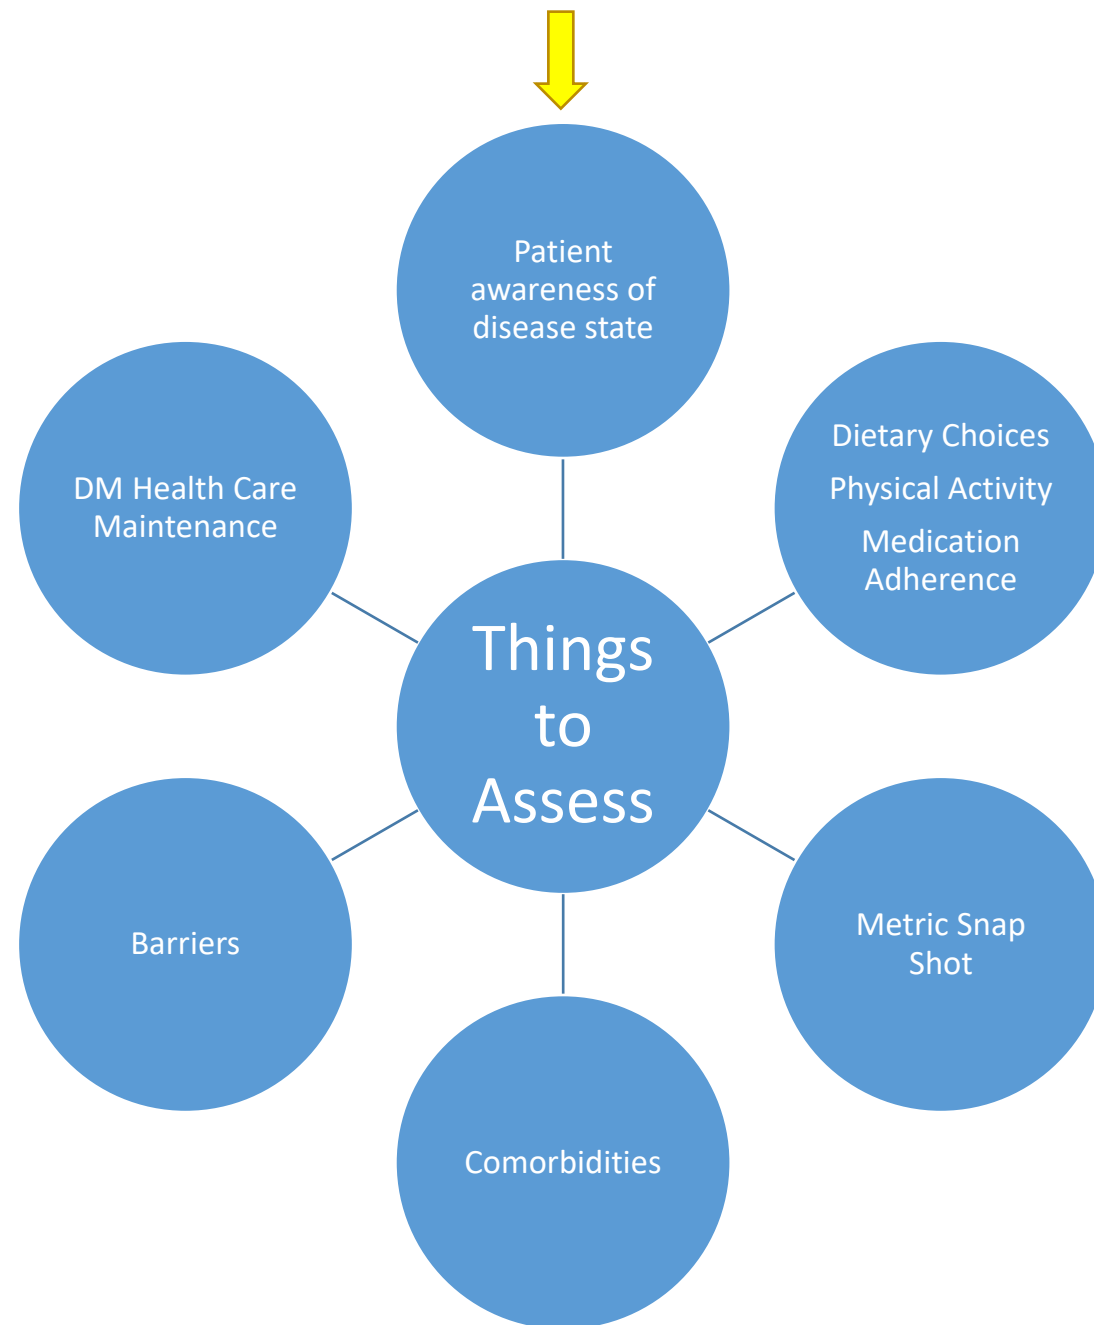 Patient
awareness of
disease state
Dietary Choices
Physical Activity
Medication
Adherence
DM Health Care
Maintenance
Things
to
Assess
Metric Snap
Shot
Barriers
Comorbidities